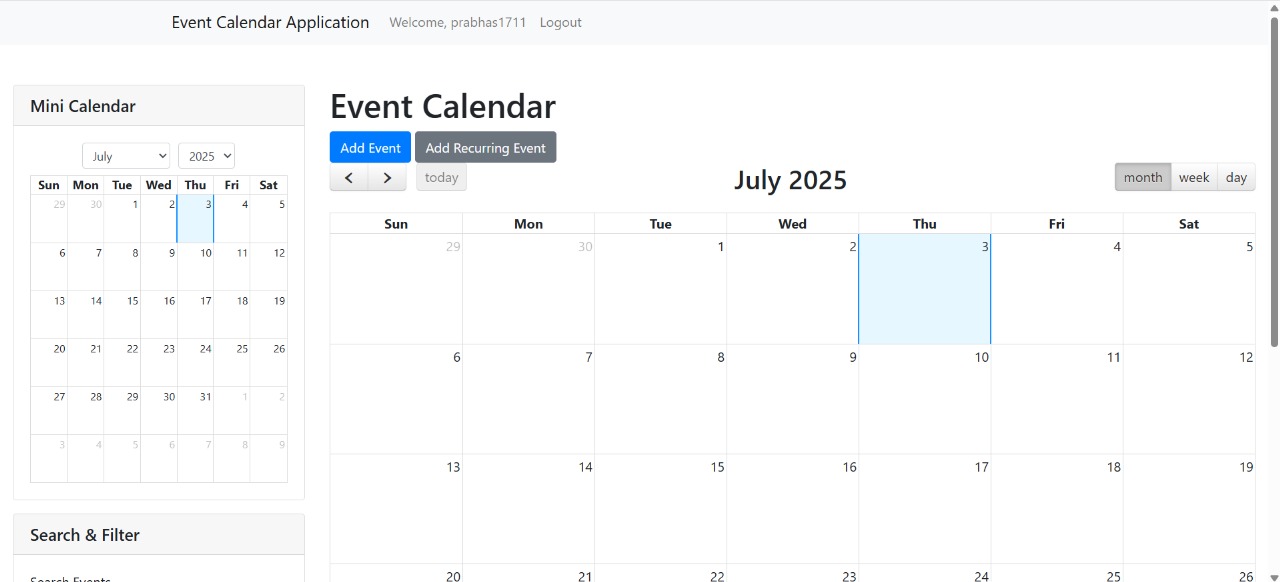 Event Calendar Application Welcome, prabhas1711 Logout
Mini Calendar
July 2025
Sun Mon Tue Wed Thu Fri Sat
29 30 1 2 3 4 5
6 7 8 9 10 11 12
13 14 15 16 17 18 19
20 21 22 23 24 25 26
27 28 29 30 31 1 2
3 4 5 6 7 8 9
Search & Filter
Search Events
Event Calendar
Add Event Add Recurring Event
today July 2025 month week day
Sun Mon Tue Wed Thu Fri Sat
29 30 1 2 3 4 5
6 7 8 9 10 11 12
13 14 15 16 17 18 19
20 21 22 23 24 25 26